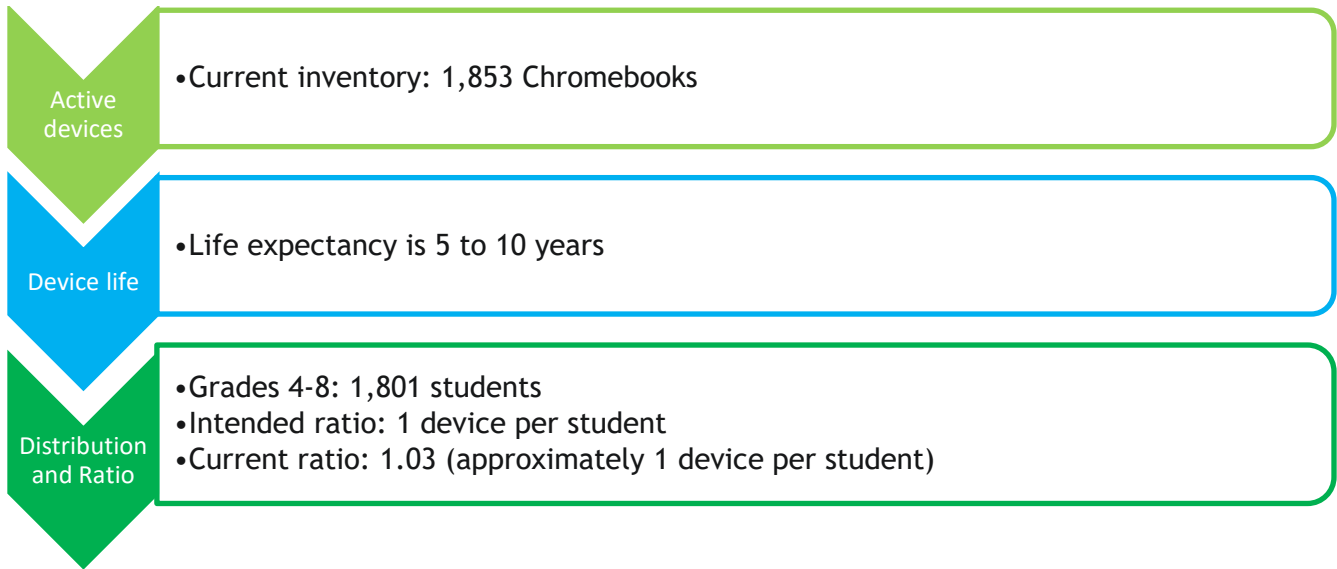 Active
devices
•Current inventory: 1,853 Chromebooks
Device life
•Life expectancy is 5 to 10 years
Distribution
and Ratio
•Grades 4-8: 1,801 students
•Intended ratio: 1 device per student
•Current ratio: 1.03 (approximately 1 device per student)